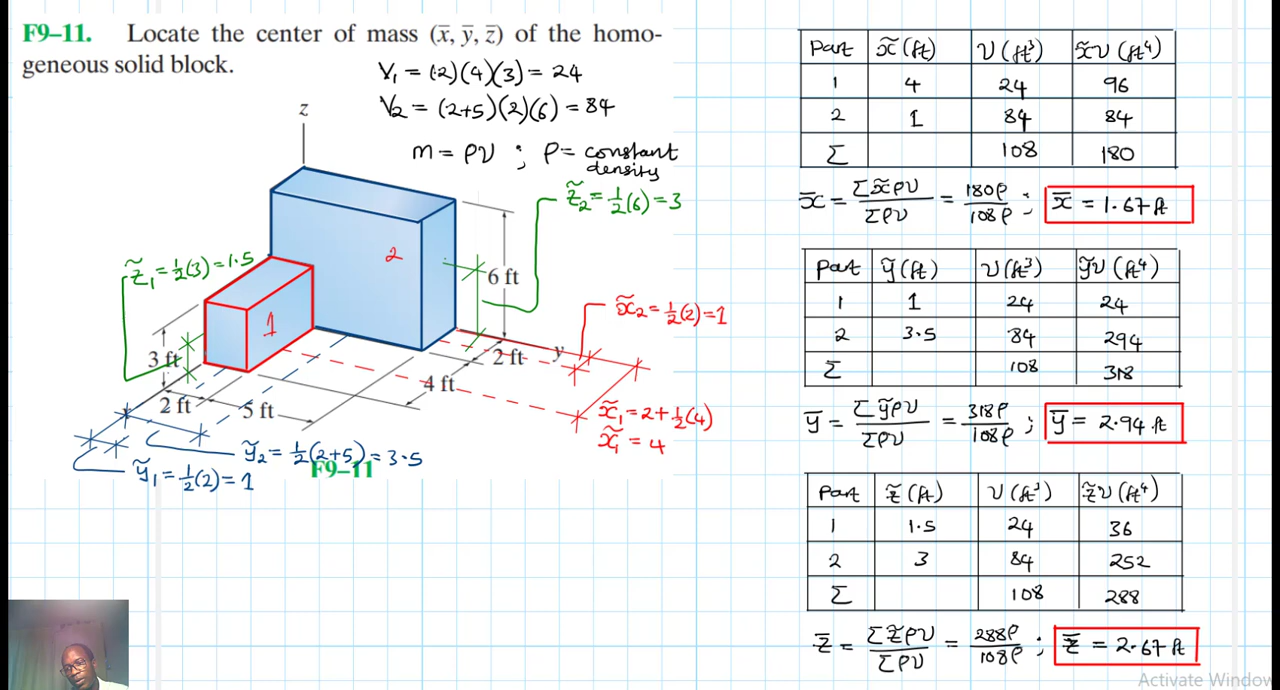 F9–11. Locate the center of mass (x̄, ȳ, z̄) of the homo-
geneous solid block.
V₁ = (2)(4)(3) = 24
V₂ = (2+5)(2)(6) = 84
m = ρV ; ρ = constant
density
z
z̃₂ = ½(6) = 3
z̃₁ = ½(3) = 1.5
2
6 ft
1
x̃₂ = ½(2) = 1
3 ft
2 ft
y
4 ft
2 ft
5 ft
x̃₁ = 2 + ½(4)
x̃₁ = 4
ỹ₂ = ½(2+5) = 3.5
F9–11
ỹ₁ = ½(2) = 1
Part x̃ (ft) V (ft³) x̃V (ft⁴)
1 4 24 96
2 1 84 84
Σ 108 180
x̄ = Σx̃ρV / ΣρV = 180ρ / 108ρ ; x̄ = 1.67 ft
Part ỹ (ft) V (ft³) ỹV (ft⁴)
1 1 24 24
2 3.5 84 294
Σ 108 318
ȳ = ΣỹρV / ΣρV = 318ρ / 108ρ ; ȳ = 2.94 ft
Part z̃ (ft) V (ft³) z̃V (ft⁴)
1 1.5 24 36
2 3 84 252
Σ 108 288
z̄ = Σz̃ρV / ΣρV = 288ρ / 108ρ ; z̄ = 2.67 ft
Activate Window